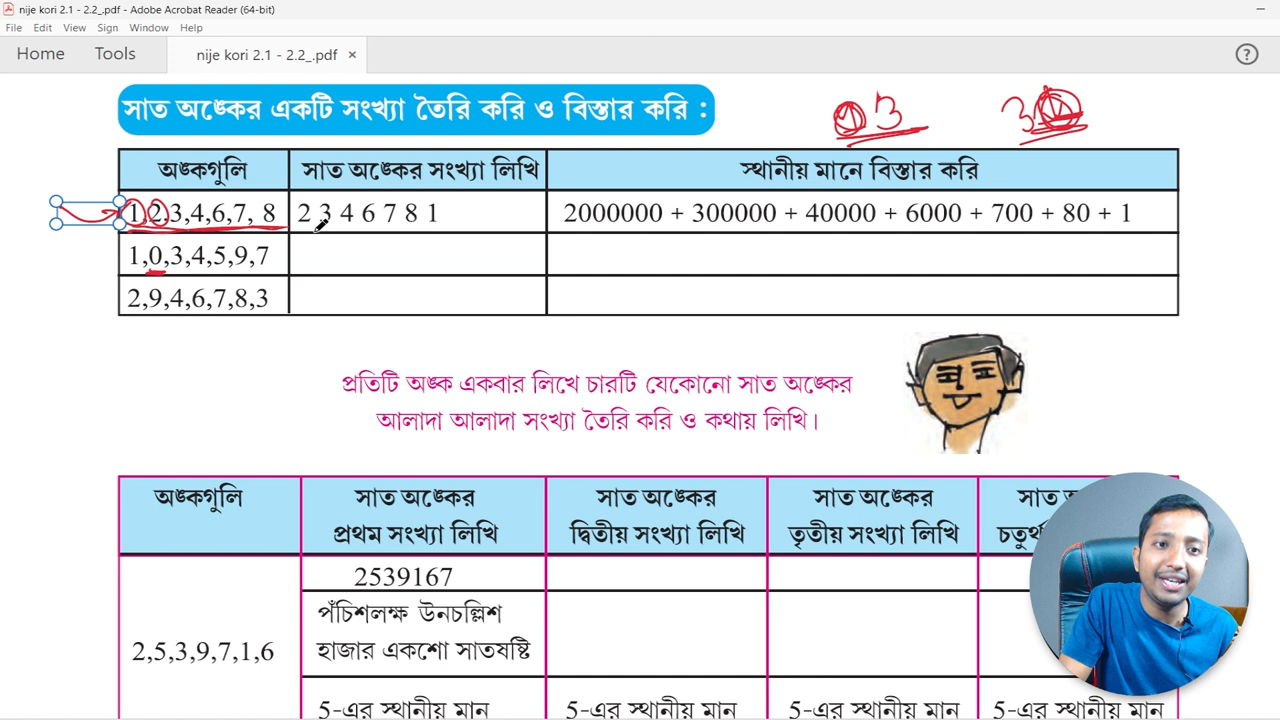 nije kori 2.1 - 2.2_.pdf - Adobe Acrobat Reader (64-bit)
File Edit View Sign Window Help
Home Tools nije kori 2.1 - 2.2_.pdf ×
সাত অঙ্কের একটি সংখ্যা তৈরি করি ও বিস্তার করি :
অঙ্কগুলি সাত অঙ্কের সংখ্যা লিখি স্থানীয় মানে বিস্তার করি
1,2,3,4,6,7, 8 2 3 4 6 7 8 1 2000000 + 300000 + 40000 + 6000 + 700 + 80 + 1
1,0,3,4,5,9,7
2,9,4,6,7,8,3
প্রতিটি অঙ্ক একবার লিখে চারটি যেকোনো সাত অঙ্কের
আলাদা আলাদা সংখ্যা তৈরি করি ও কথায় লিখি।
অঙ্কগুলি সাত অঙ্কের সাত অঙ্কের সাত অঙ্কের সাত
প্রথম সংখ্যা লিখি দ্বিতীয় সংখ্যা লিখি তৃতীয় সংখ্যা লিখি
2539167
পঁচিশলক্ষ উনচল্লিশ
2,5,3,9,7,1,6 হাজার একশো সাতষট্টি
5-এর স্থানীয় মান 5-এর স্থানীয় মান 5-এর স্থানীয় মান 5-এর স্থানীয় মান